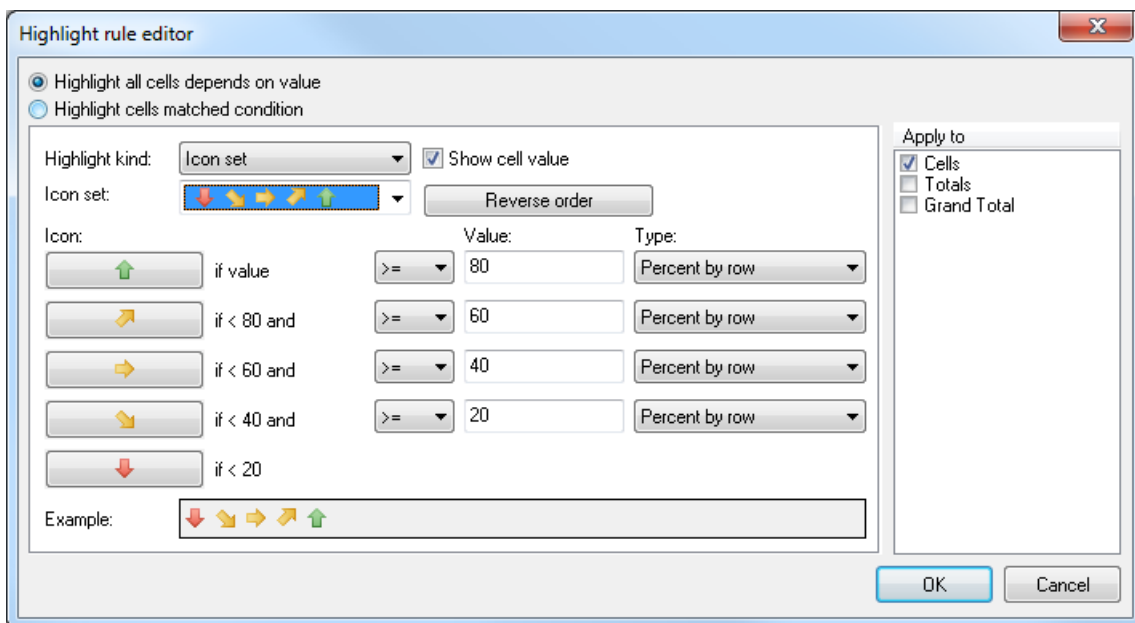 Highlight rule editor
Highlight all cells depends on value
Highlight cells matched condition
Highlight kind: Icon set Show cell value
Icon set: Reverse order
Icon: Value: Type:
if value >= 80 Percent by row
if < 80 and >= 60 Percent by row
if < 60 and >= 40 Percent by row
if < 40 and >= 20 Percent by row
if < 20
Example:
Apply to
Cells
Totals
Grand Total
OK Cancel